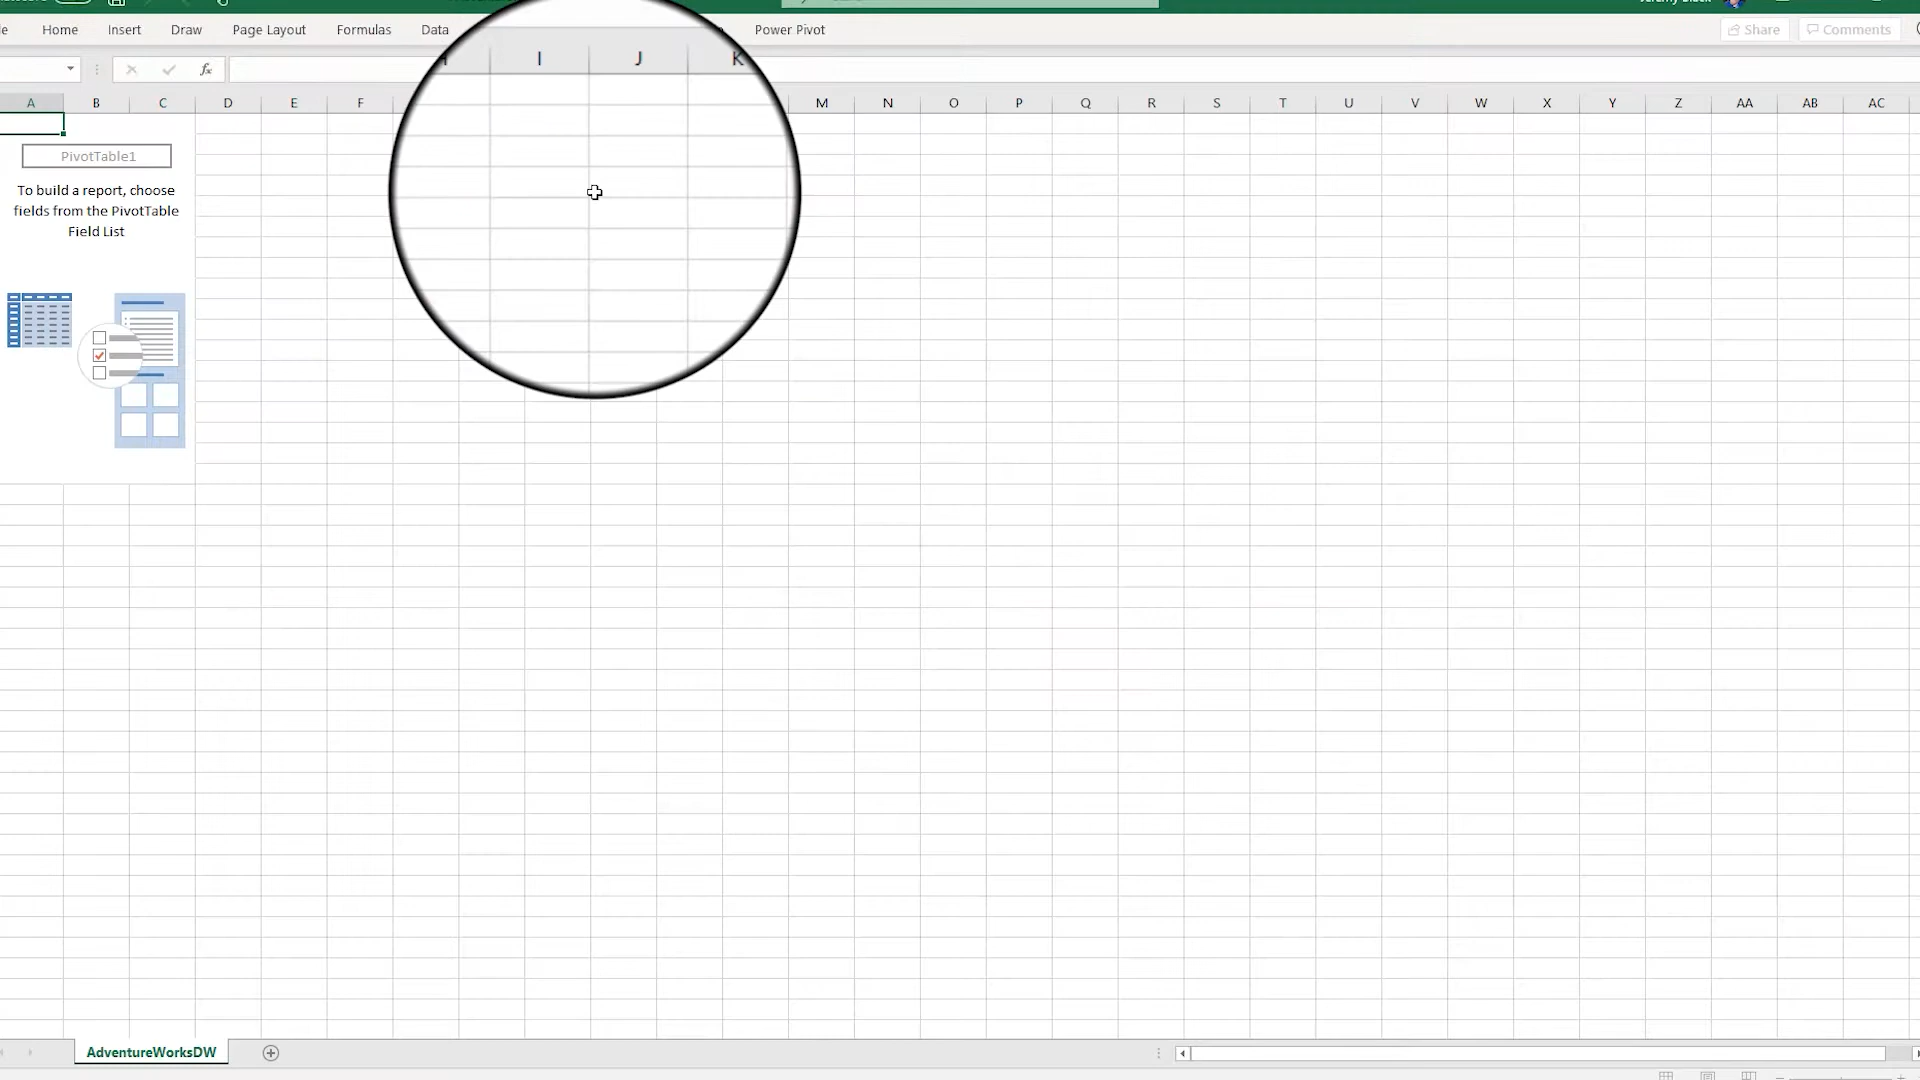 Home Insert Draw Page Layout Formulas Data Power Pivot Share Comments
fx
I J K
A B C D E F M N O P Q R S T U V W X Y Z AA AB AC
PivotTable1
To build a report, choose
fields from the PivotTable
Field List
AdventureWorksDW